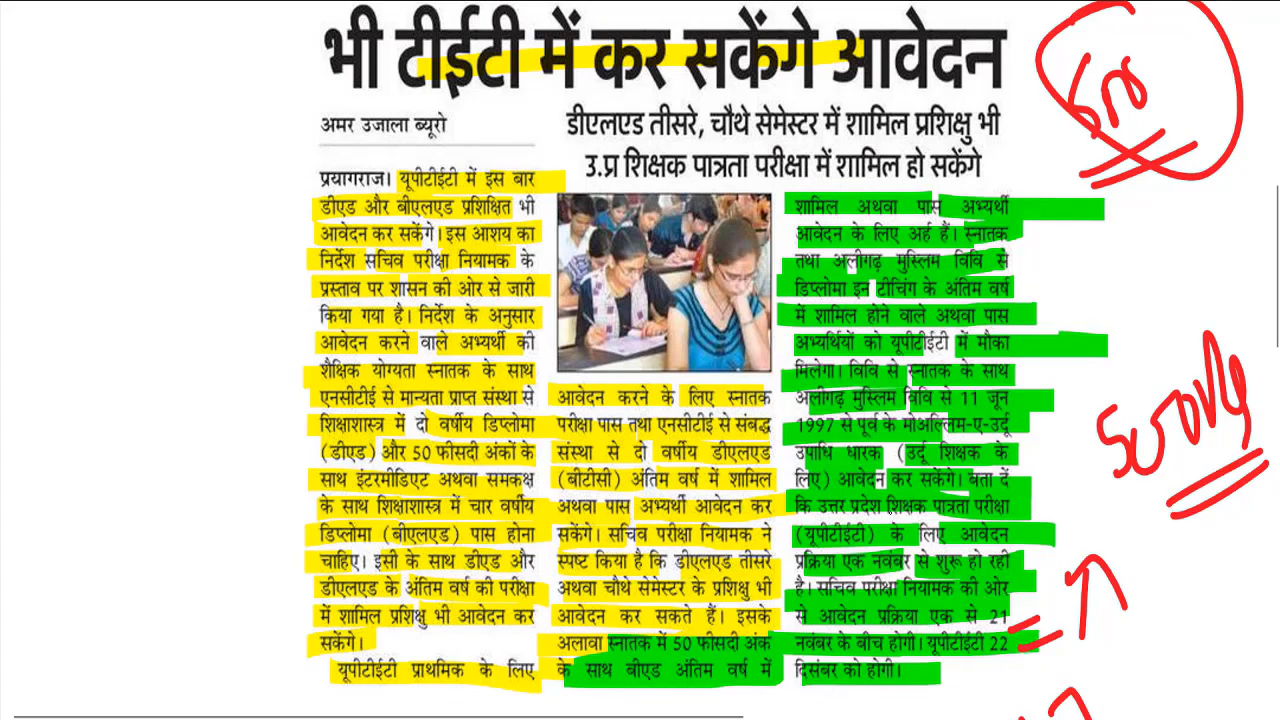 भी टीईटी में कर सकेंगे आवेदन
अमर उजाला ब्यूरो
डीएलएड तीसरे, चौथे सेमेस्टर में शामिल प्रशिक्षु भी
उ.प्र शिक्षक पात्रता परीक्षा में शामिल हो सकेंगे
प्रयागराज। यूपीटीईटी में इस बार
डीएड और बीएलएड प्रशिक्षित भी
आवेदन कर सकेंगे। इस आशय का
निर्देश सचिव परीक्षा नियामक के
प्रस्ताव पर शासन की ओर से जारी
किया गया है। निर्देश के अनुसार
आवेदन करने वाले अभ्यर्थी की
शैक्षिक योग्यता स्नातक के साथ
एनसीटीई से मान्यता प्राप्त संस्था से
शिक्षाशास्त्र में दो वर्षीय डिप्लोमा
(डीएड) और 50 फीसदी अंकों के
साथ इंटरमीडिएट अथवा समकक्ष
के साथ शिक्षाशास्त्र में चार वर्षीय
डिप्लोमा (बीएलएड) पास होना
चाहिए। इसी के साथ डीएड और
डीएलएड के अंतिम वर्ष की परीक्षा
में शामिल प्रशिक्षु भी आवेदन कर
सकेंगे।
यूपीटीईटी प्राथमिक के लिए
आवेदन करने के लिए स्नातक
परीक्षा पास तथा एनसीटीई से संबद्ध
संस्था से दो वर्षीय डीएलएड
(बीटीसी) अंतिम वर्ष में शामिल
अथवा पास अभ्यर्थी आवेदन कर
सकेंगे। सचिव परीक्षा नियामक ने
स्पष्ट किया है कि डीएलएड तीसरे
अथवा चौथे सेमेस्टर के प्रशिक्षु भी
आवेदन कर सकते हैं। इसके
अलावा स्नातक में 50 फीसदी अंक
के साथ बीएड अंतिम वर्ष में
शामिल अथवा पास अभ्यर्थी
आवेदन के लिए अर्ह हैं। स्नातक
तथा अलीगढ़ मुस्लिम विवि से
डिप्लोमा इन टीचिंग के अंतिम वर्ष
में शामिल होने वाले अथवा पास
अभ्यर्थियों को यूपीटीईटी में मौका
मिलेगा। विवि से स्नातक के साथ
अलीगढ़ मुस्लिम विवि से 11 जून
1997 से पूर्व के मोअल्लिम-ए-उर्दू
उपाधि धारक (उर्दू शिक्षक के
लिए) आवेदन कर सकेंगे। बता दें
कि उत्तर प्रदेश शिक्षक पात्रता परीक्षा
(यूपीटीईटी) के लिए आवेदन
प्रक्रिया एक नवंबर से शुरू हो रही
है। सचिव परीक्षा नियामक की ओर
से आवेदन प्रक्रिया एक से 21
नवंबर के बीच होगी। यूपीटीईटी 22
दिसंबर को होगी।